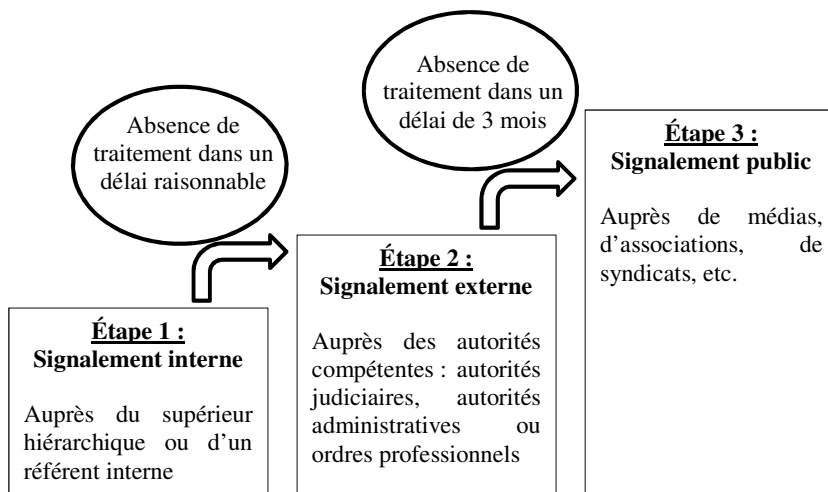 Absence de
traitement dans un
délai raisonnable
Absence de
traitement dans un
délai de 3 mois
Étape 1 :
Signalement interne
Auprès du supérieur
hiérarchique ou d’un
référent interne
Étape 2 :
Signalement externe
Auprès des autorités
compétentes : autorités
judiciaires, autorités
administratives ou
ordres professionnels
Étape 3 :
Signalement public
Auprès de médias,
d’associations, de
syndicats, etc.